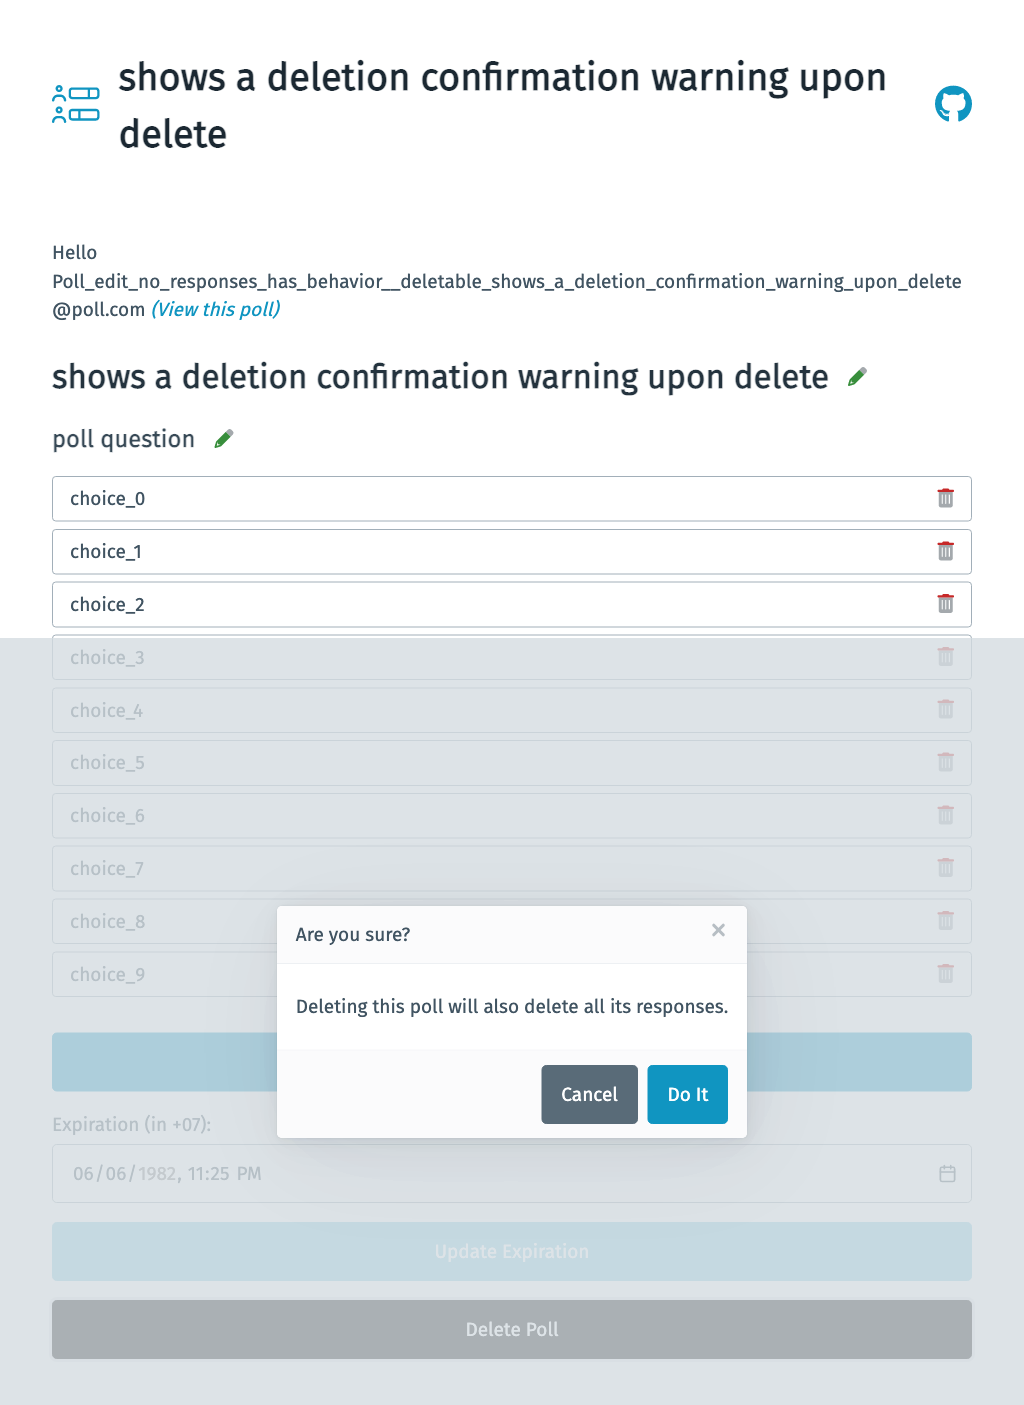 shows a deletion confirmation warning upon
delete
Hello
Poll_edit_no_responses_has_behavior__deletable_shows_a_deletion_confirmation_warning_upon_delete
@poll.com (View this poll)
shows a deletion confirmation warning upon delete
poll question
choice_0
choice_1
choice_2
choice_3
choice_4
choice_5
choice_6
choice_7
choice_8
choice_9
Are you sure?
Deleting this poll will also delete all its responses.
Cancel
Do It
Expiration (in +07):
06/06/1982, 11:25 PM
Update Expiration
Delete Poll